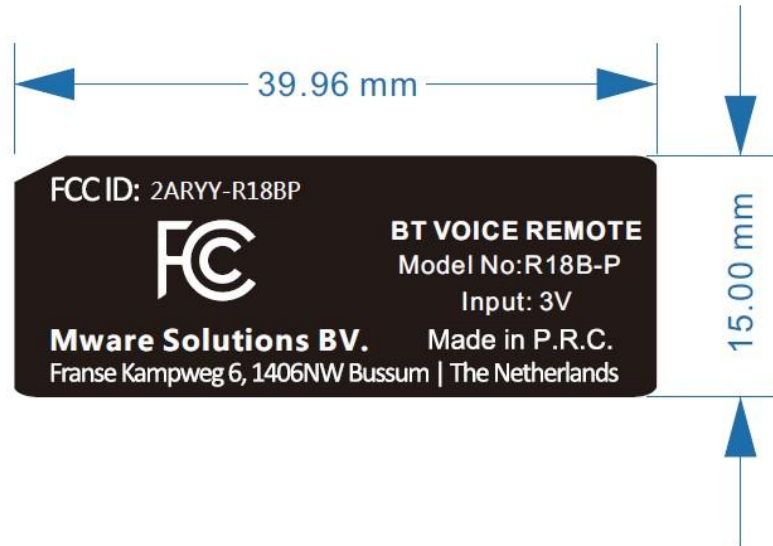 39.96 mm
FCC ID: 2ARYY-R18BP
FC
BT VOICE REMOTE
Model No:R18B-P
Input: 3V
Mware Solutions BV.
Made in P.R.C.
Franse Kampweg 6, 1406NW Bussum | The Netherlands
15.00 mm